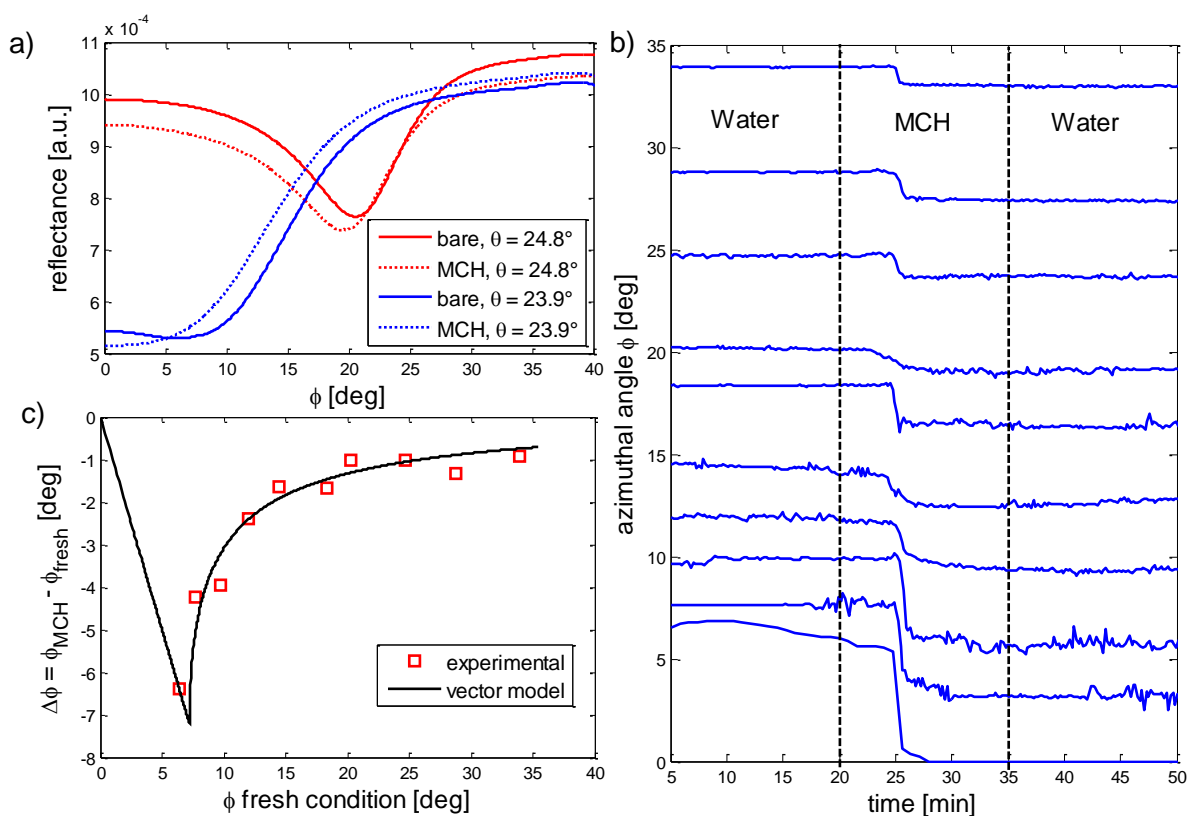 a)
x 10⁻⁴
11
10
9
8
7
6
5
reflectance [a.u.]
bare, θ = 24.8°
MCH, θ = 24.8°
bare, θ = 23.9°
MCH, θ = 23.9°
0 5 10 15 20 25 30 35 40
ϕ [deg]
b)
35
30
25
20
15
10
5
0
azimuthal angle ϕ [deg]
Water MCH Water
5 10 15 20 25 30 35 40 45 50
time [min]
c)
0
-1
-2
-3
-4
-5
-6
-7
-8
Δϕ = ϕMCH - ϕfresh [deg]
experimental
vector model
0 5 10 15 20 25 30 35 40
ϕ fresh condition [deg]